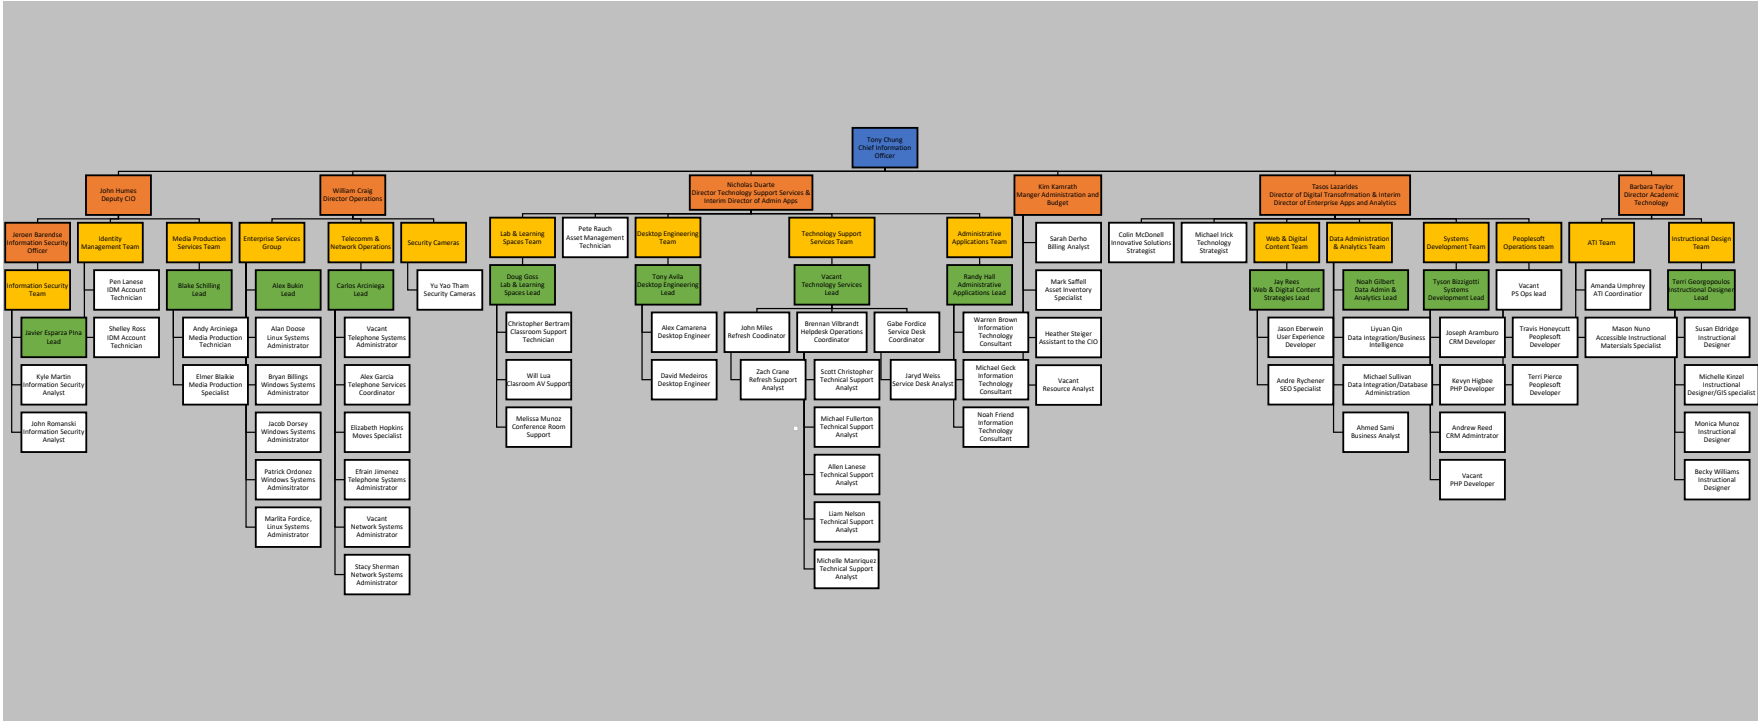 Tony Chung
Chief Information
Officer
John Humes
Deputy CIO
William Craig
Director Operations
Nicholas Duarte
Director Technology Support Services &
Interim Director of Admin Apps
Kim Kamrath
Manger Administration and
Budget
Tasos Lazarides
Director of Digital Transofrmation & Interim
Director of Enterprise Apps and Analytics
Barbara Taylor
Director Academic
Technology
Jeroen Barendse
Information Security
Officer
Information Security
Team
Javier Esparza Pina
Lead
Kyle Martin
Information Security
Analyst
John Romanski
Information Security
Analyst
Identity
Management Team
Pen Lanese
IDM Account
Technician
Shelley Ross
IDM Account
Technician
Media Production
Services Team
Blake Schilling
Lead
Andy Arciniega
Media Production
Technician
Elmer Blaikie
Media Production
Specialist
Enterprise Services
Group
Alex Bukin
Lead
Alan Doose
Linux Systems
Administrator
Bryan Billings
Windows Systems
Administrator
Jacob Dorsey
Windows Systems
Administrator
Patrick Ordonez
Windows Systems
Adminsitrator
Marlita Fordice,
Linux Systems
Administrator
Telecomm &
Network Operations
Carlos Arciniega
Lead
Vacant
Telephone Systems
Administrator
Alex Garcia
Telephone Services
Coordinator
Elizabeth Hopkins
Moves Specialist
Efrain Jimenez
Telephone Systems
Administrator
Vacant
Network Systems
Administrator
Stacy Sherman
Network Systems
Administrator
Security Cameras
Yu Yao Tham
Security Cameras
Lab & Learning
Spaces Team
Doug Goss
Lab & Learning
Spaces Lead
Christopher Bertram
Classroom Support
Technician
Will Lua
Clasroom AV Support
Melissa Munoz
Conference Room
Support
Pete Rauch
Asset Management
Technician
Desktop Engineering
Team
Tony Avila
Desktop Engineering
Lead
Alex Camarena
Desktop Engineer
David Medeiros
Desktop Engineer
Technology Support
Services Team
Vacant
Technology Services
Lead
John Miles
Refresh Coodinator
Zach Crane
Refresh Support
Analyst
Brennan Vilbrandt
Helpdesk Operations
Coordinator
Scott Christopher
Technical Support
Analyst
Michael Fullerton
Technical Support
Analyst
Allen Lanese
Technical Support
Analyst
Liam Nelson
Technical Support
Analyst
Michelle Manriquez
Technical Support
Analyst
Gabe Fordice
Service Desk
Coordinator
Jaryd Weiss
Service Desk Analyst
Administrative
Applications Team
Randy Hall
Administrative
Applications Lead
Warren Brown
Information
Technology
Consultant
Michael Geck
Information
Technology
Consultant
Noah Friend
Information
Technology
Consultant
Sarah Derho
Billing Analyst
Mark Saffell
Asset Inventory
Specialist
Heather Steiger
Assistant to the CIO
Vacant
Resource Analyst
Colin McDonell
Innovative Solutions
Strategist
Michael Irick
Technology
Strategist
Web & Digital
Content Team
Jay Rees
Web & Digital Content
Strategies Lead
Jason Eberwein
User Experience
Developer
Andre Rychener
SEO Specialist
Data Administration
& Analytics Team
Noah Gilbert
Data Admin &
Analytics Lead
Liyuan Qin
Data Integration/Business
Intelligence
Michael Sullivan
Data Integration/Database
Administration
Ahmed Sami
Business Analyst
Systems
Development Team
Tyson Bizzigotti
Systems
Development Lead
Joseph Aramburo
CRM Developer
Kevyn Higbee
PHP Developer
Andrew Reed
CRM Admintrator
Vacant
PHP Developer
Peoplesoft
Operations team
Vacant
PS Ops lead
Travis Honeycutt
Peoplesoft
Developer
Terri Pierce
Peoplesoft
Developer
ATI Team
Amanda Umphrey
ATI Coordinatior
Mason Nuno
Accessible Instructional
Matersials Specialist
Instructional Design
Team
Terri Georgopoulos
Instructional Designer
Lead
Susan Eldridge
Instructional
Designer
Michelle Kinzel
Instructional
Designer/GIS specialist
Monica Munoz
Instructional
Designer
Becky Williams
Instructional
Designer